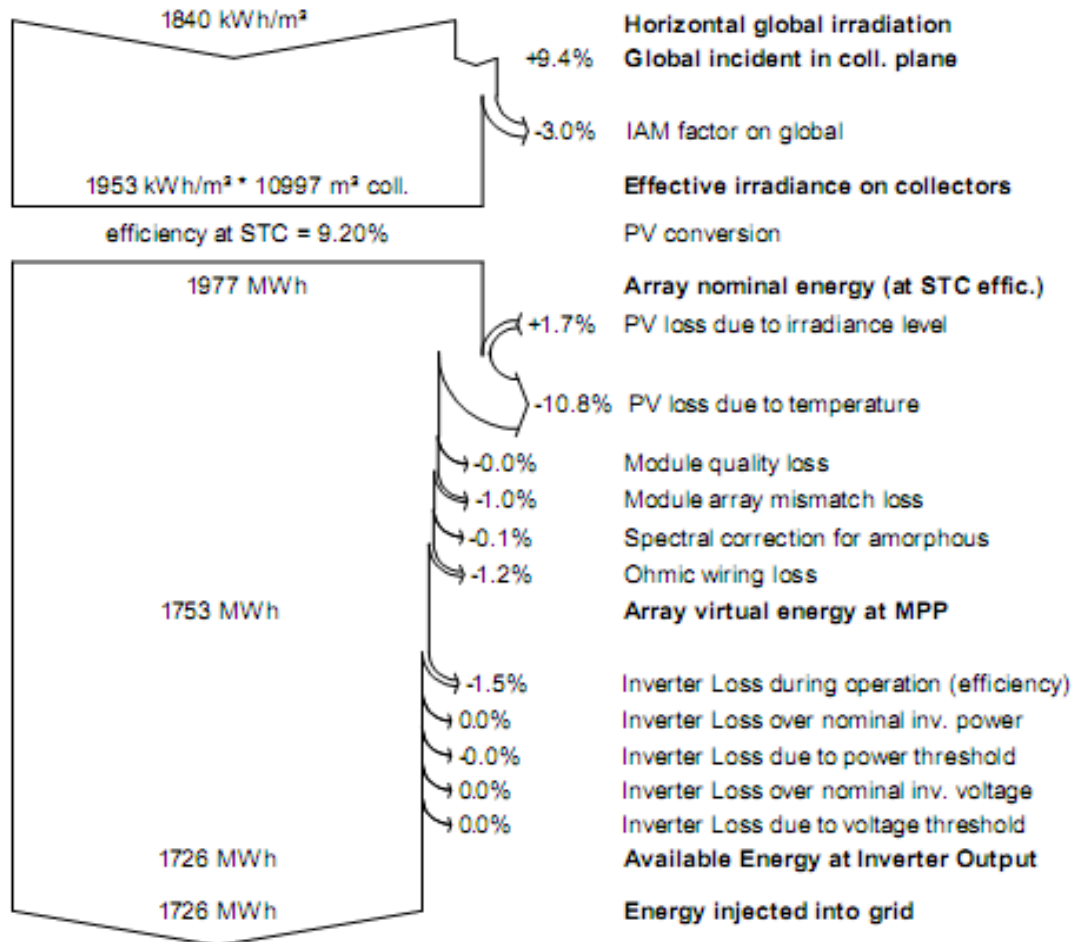 1840 kWh/m² Horizontal global irradiation
+9.4% Global incident in coll. plane
-3.0% IAM factor on global
1953 kWh/m² * 10997 m² coll. Effective irradiance on collectors
efficiency at STC = 9.20% PV conversion
1977 MWh Array nominal energy (at STC effic.)
+1.7% PV loss due to irradiance level
-10.8% PV loss due to temperature
-0.0% Module quality loss
-1.0% Module array mismatch loss
-0.1% Spectral correction for amorphous
-1.2% Ohmic wiring loss
1753 MWh Array virtual energy at MPP
-1.5% Inverter Loss during operation (efficiency)
0.0% Inverter Loss over nominal inv. power
-0.0% Inverter Loss due to power threshold
0.0% Inverter Loss over nominal inv. voltage
0.0% Inverter Loss due to voltage threshold
1726 MWh Available Energy at Inverter Output
1726 MWh Energy injected into grid